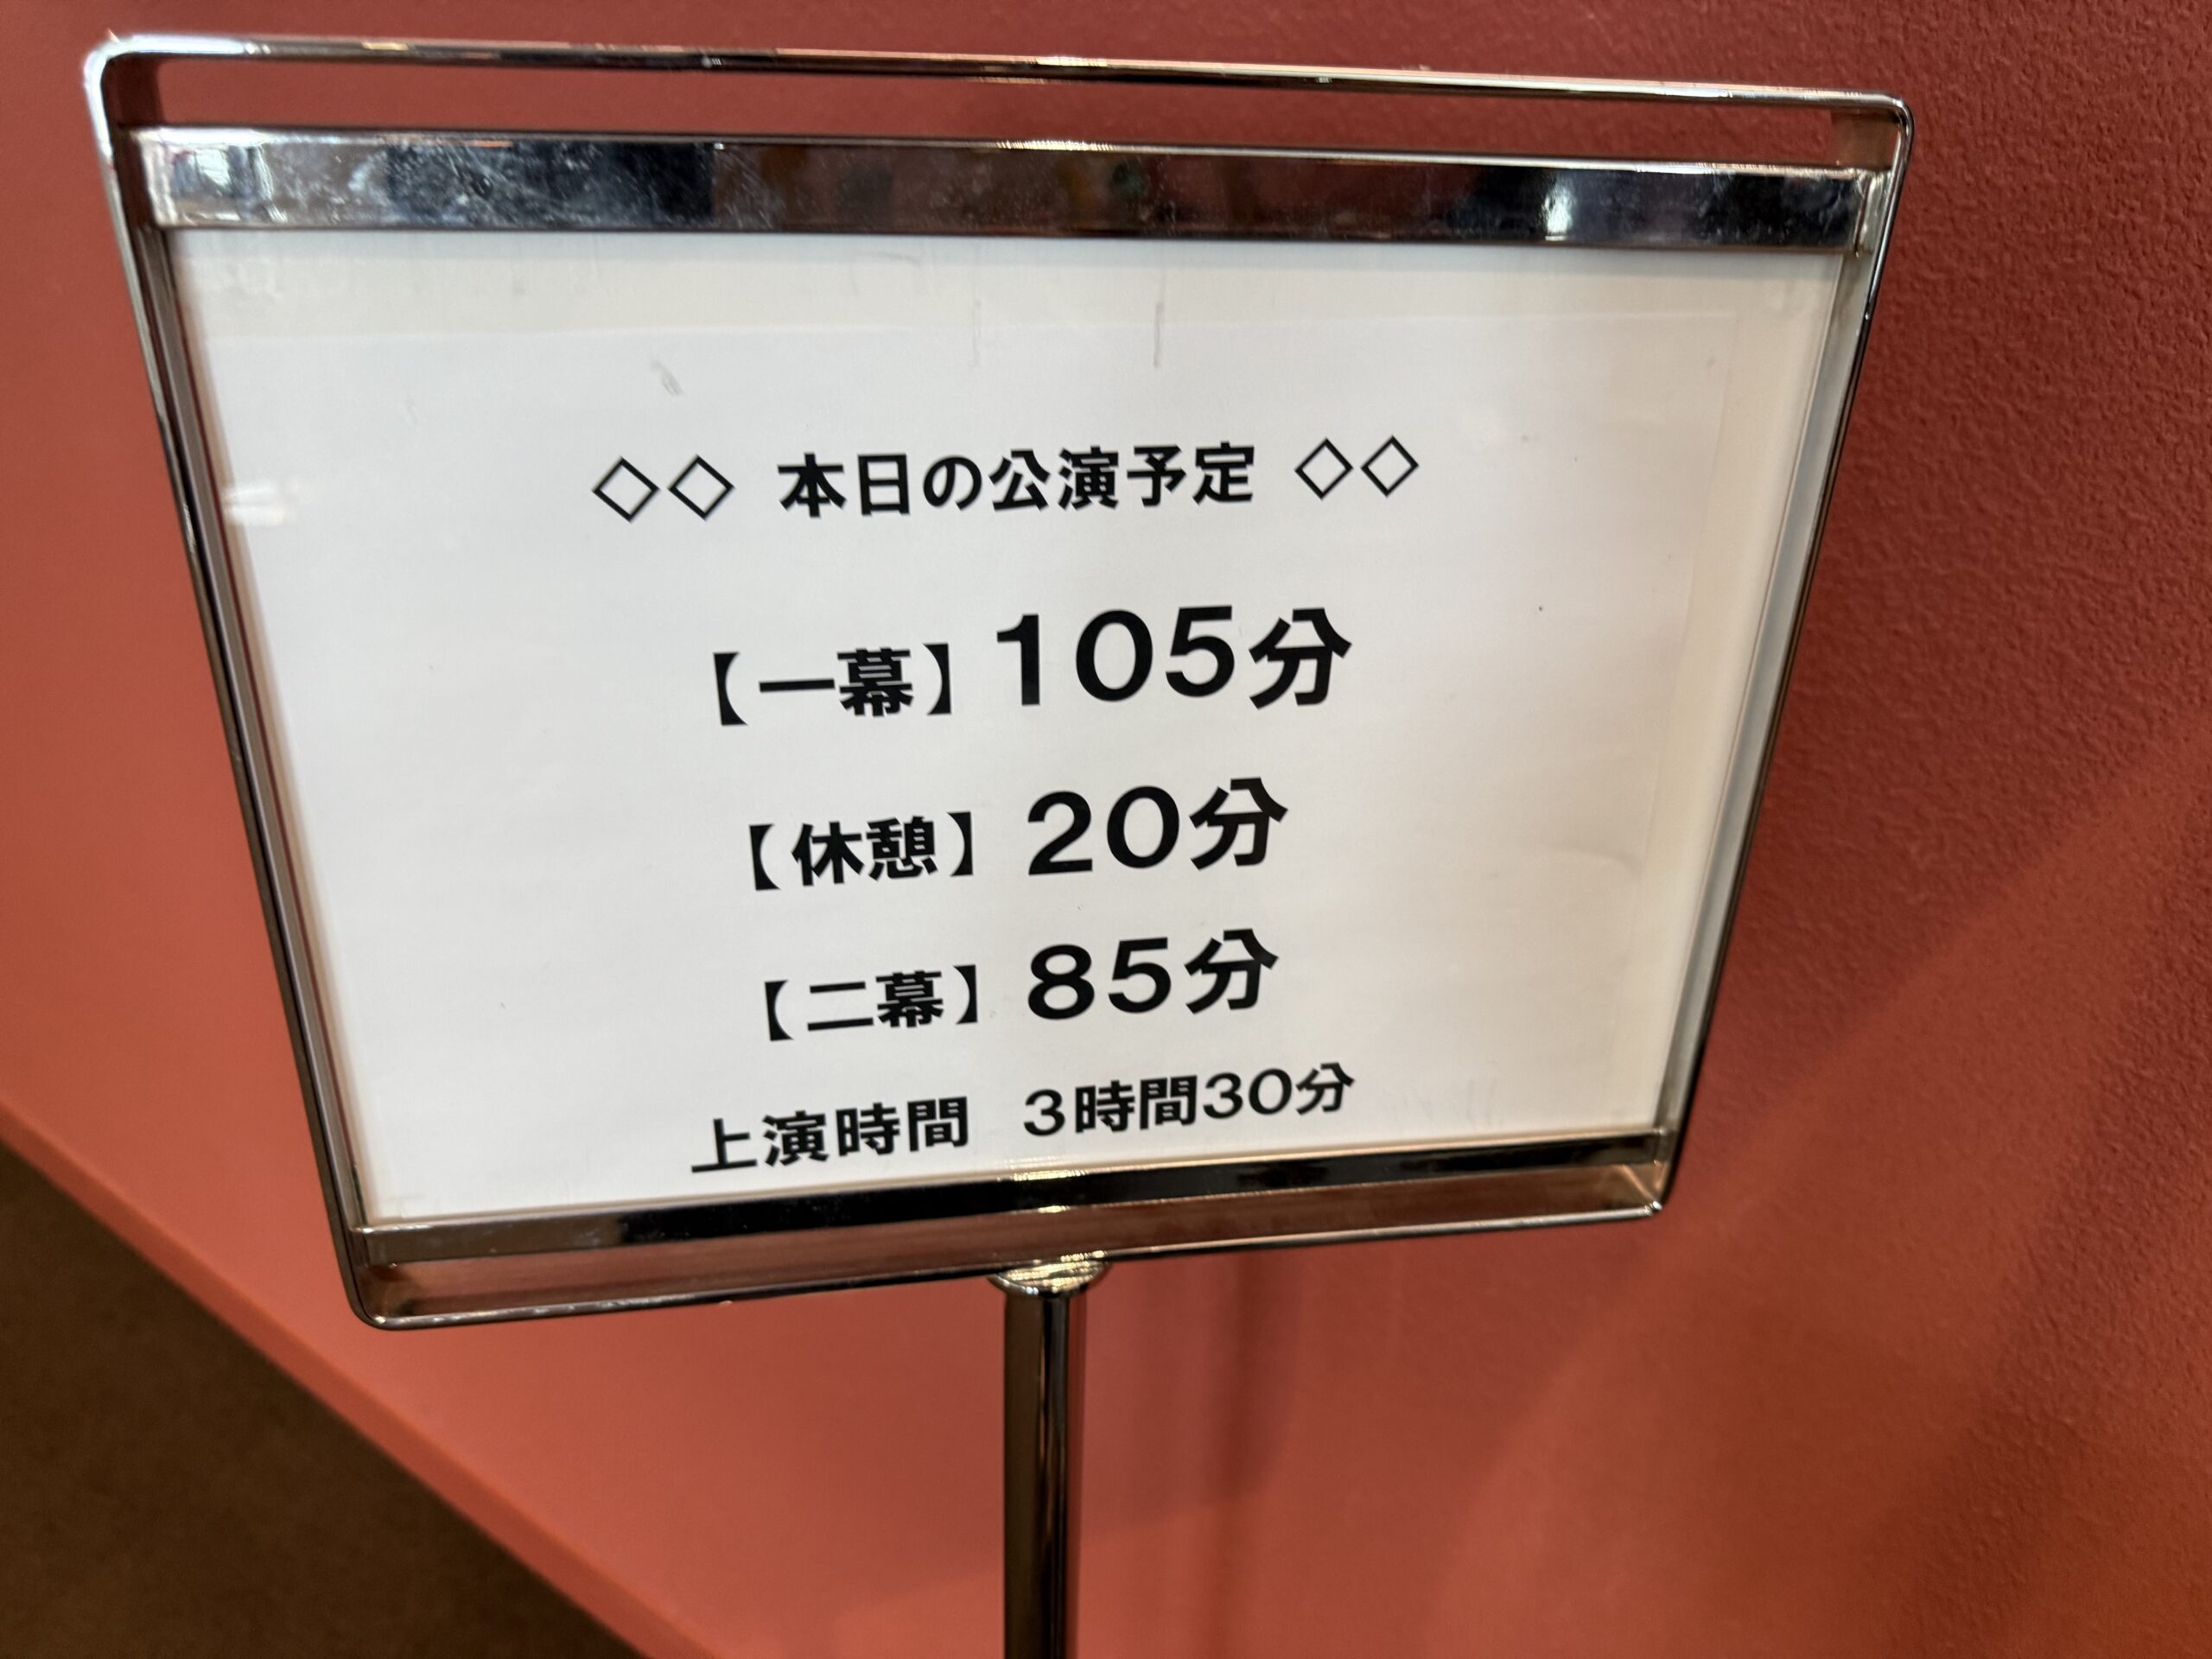 ◇◇ 本日の公演予定 ◇◇
【一幕】105分
【休憩】20分
【二幕】85分
上演時間　3時間30分